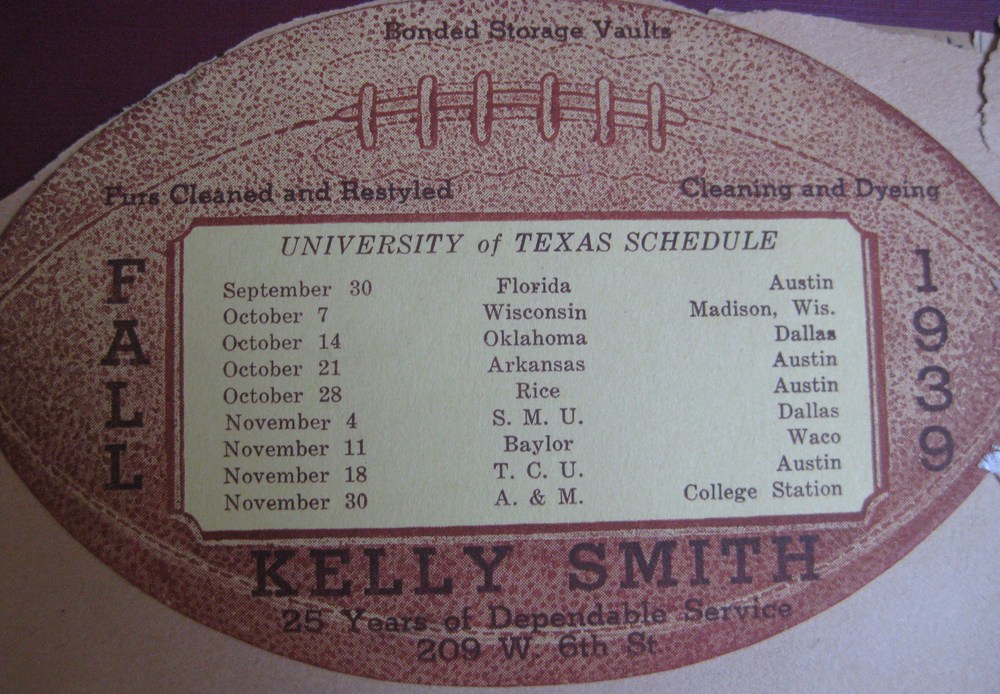 Bonded Storage Vaults
Furs Cleaned and Restyled Cleaning and Dyeing
FALL
UNIVERSITY of TEXAS SCHEDULE
September 30 Florida Austin
October 7 Wisconsin Madison, Wis.
October 14 Oklahoma Dallas
October 21 Arkansas Austin
October 28 Rice Austin
November 4 S. M. U. Dallas
November 11 Baylor Waco
November 18 T. C. U. Austin
November 30 A. & M. College Station
1939
KELLY SMITH
25 Years of Dependable Service
209 W. 6th St.